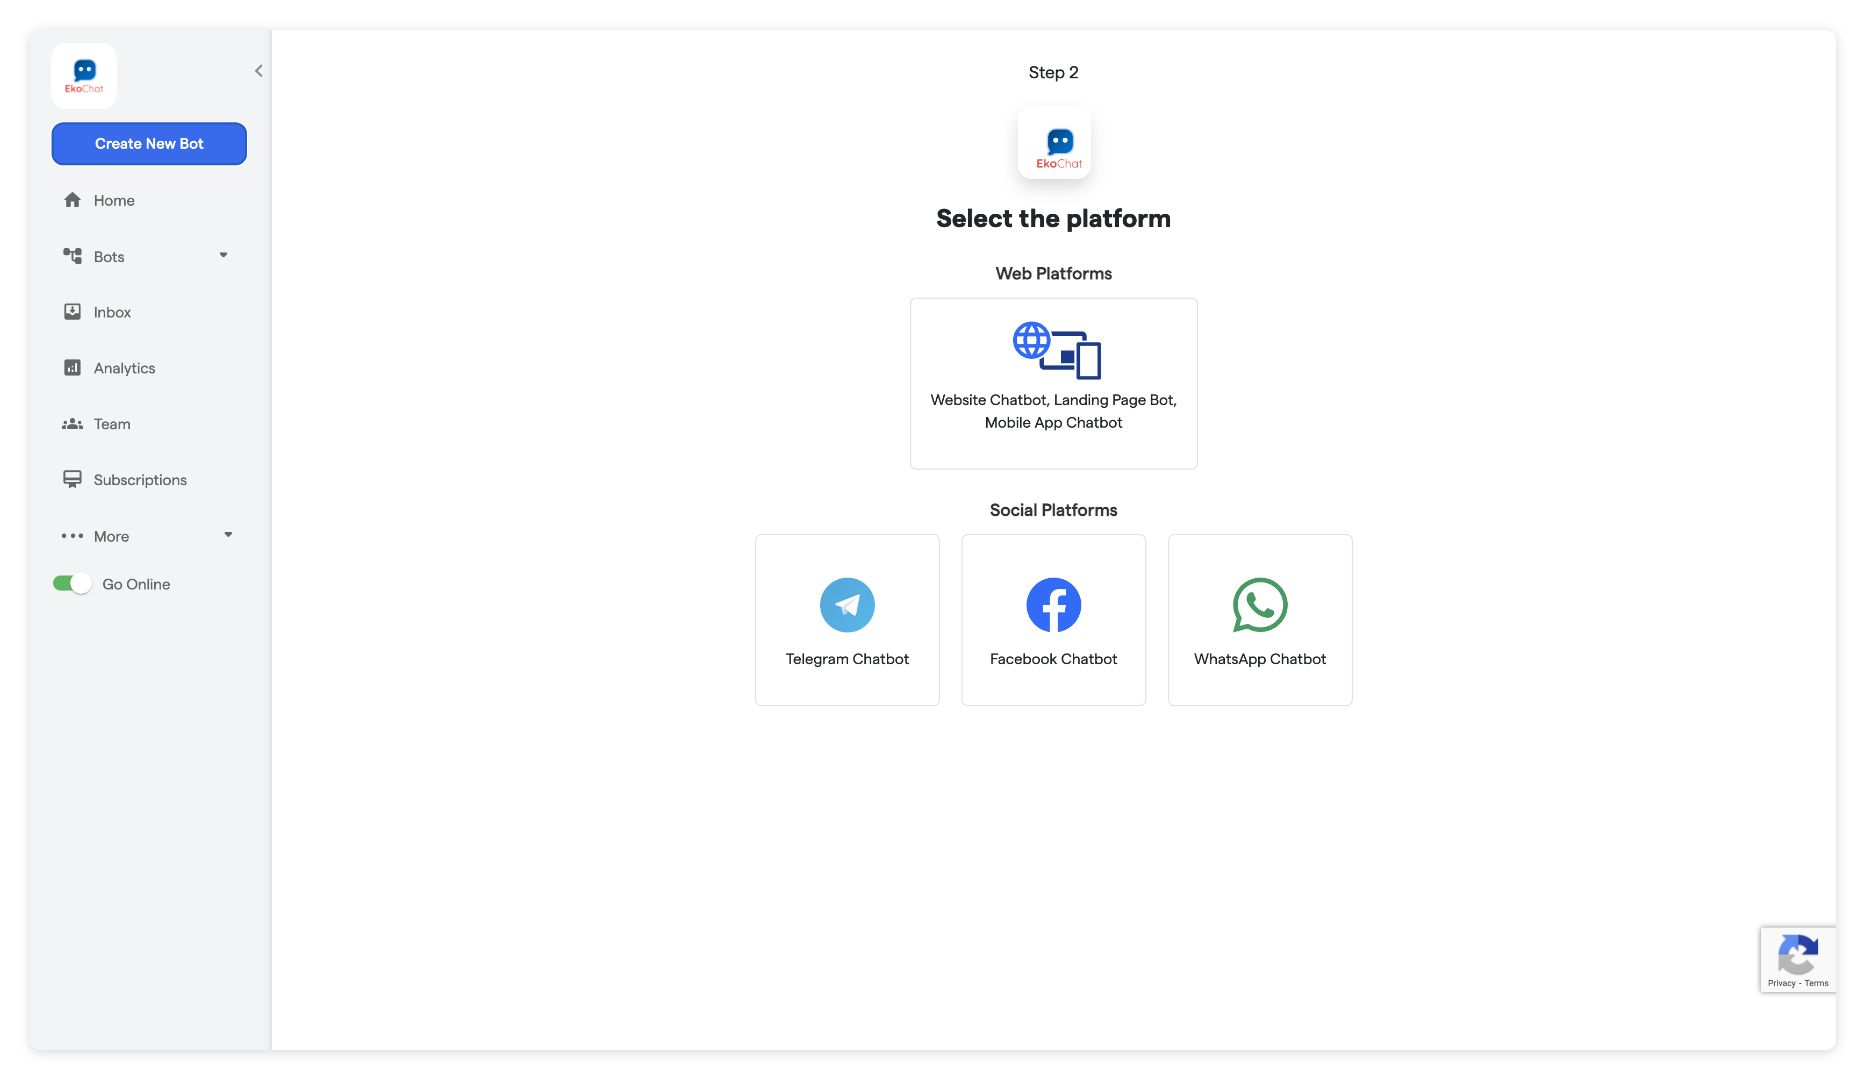 EkoChat
Create New Bot
Home
Bots
Inbox
Analytics
Team
Subscriptions
More
Go Online
Step 2
EkoChat
Select the platform
Web Platforms
Website Chatbot, Landing Page Bot,
Mobile App Chatbot
Social Platforms
Telegram Chatbot
Facebook Chatbot
WhatsApp Chatbot
Privacy - Terms